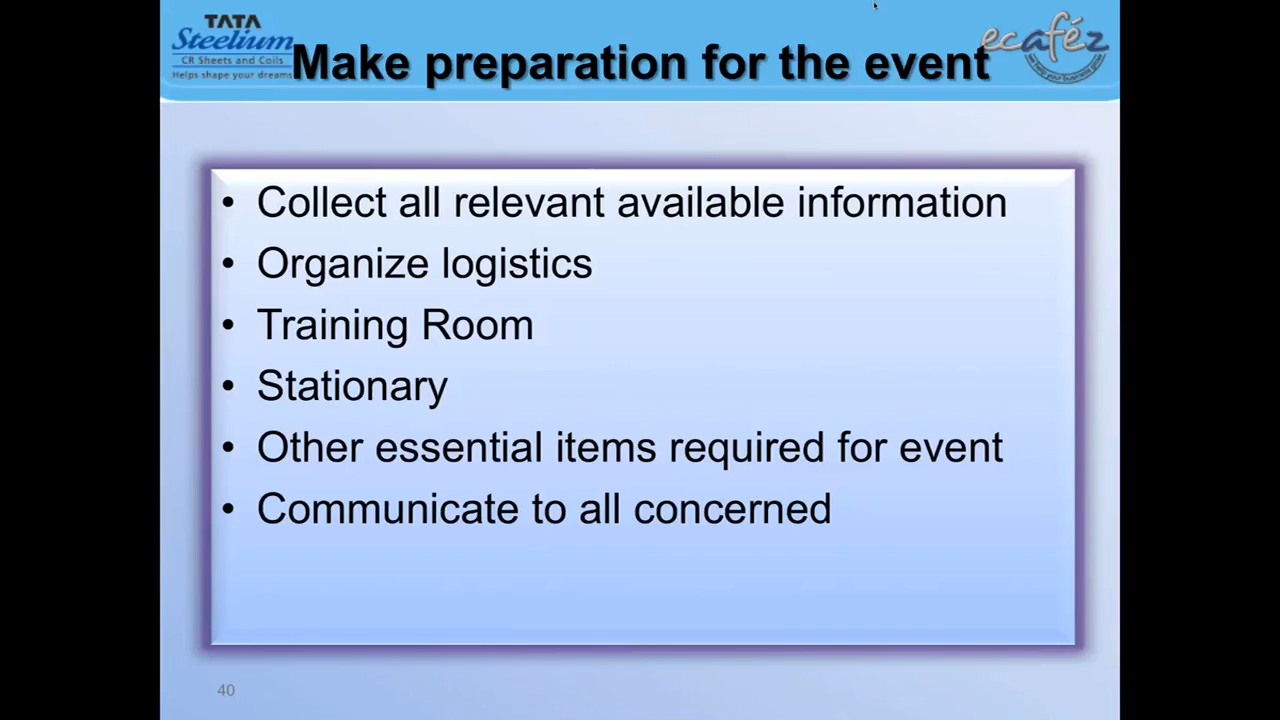 TATA
Steelium
CR Sheets and Coils
Helps shape your dreams
Make preparation for the event
ecaféz
• Collect all relevant available information
• Organize logistics
• Training Room
• Stationary
• Other essential items required for event
• Communicate to all concerned
40